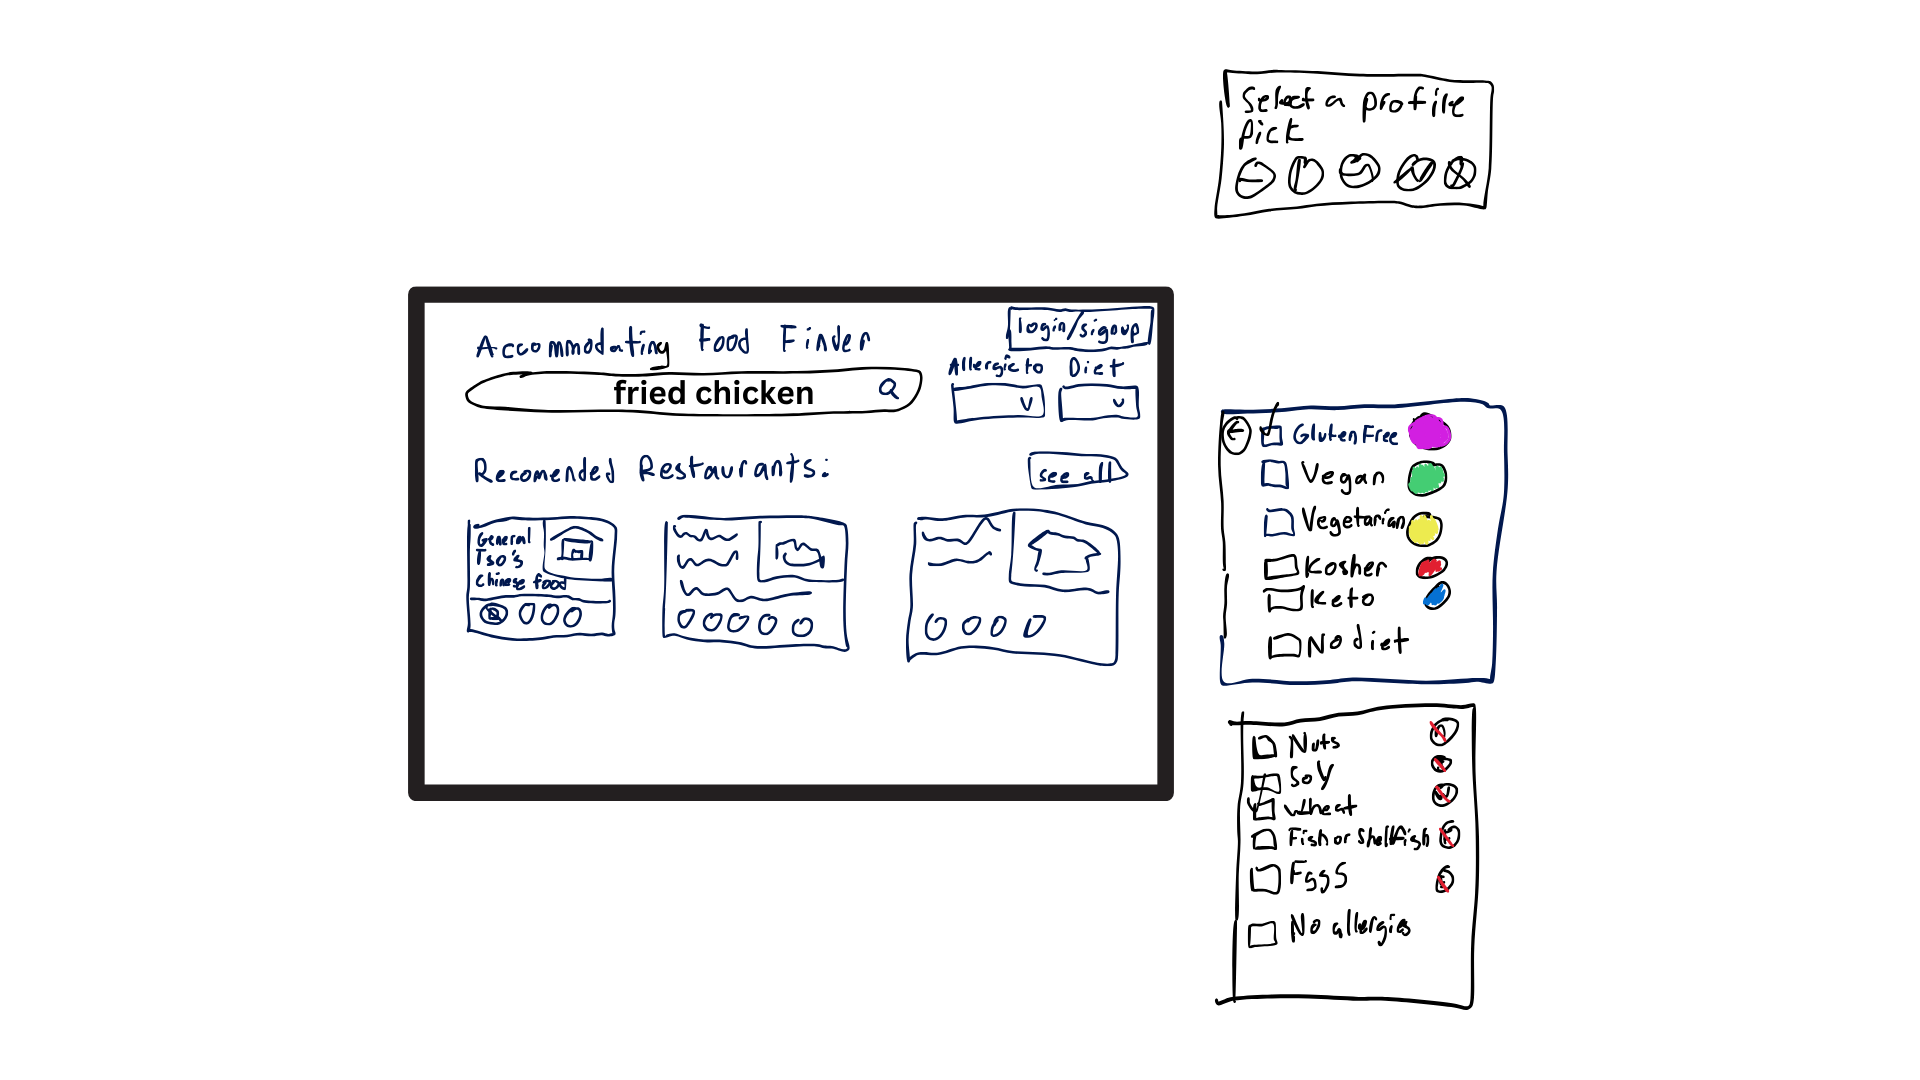 Select a profile
pick
Accommodating Food Finder
login/signup
fried chicken
Allergic to
Diet
v
v
Recomended Restaurants:
see all
General
Tso's
Chinese food
Gluten Free
Vegan
Vegetarian
Kosher
Keto
No diet
Nuts
Soy
Wheat
Fish or Shellfish
Eggs
No allergies